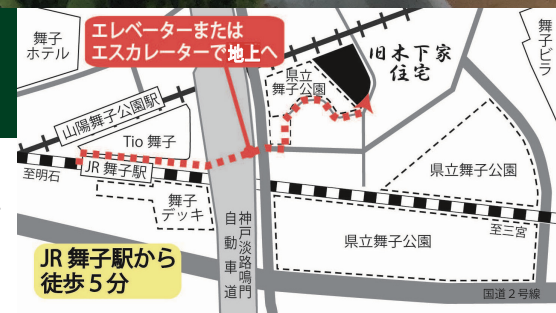 舞子
ホテル
エレベーターまたは
エスカレーターで地上へ
旧木下家
住宅
舞子ビラ
県立
舞子公園
山陽舞子公園駅
Tio 舞子
JR 舞子駅
至明石
舞子
デッキ
県立舞子公園
至三宮
県立舞子公園
神戸淡路鳴門
自動車道
JR 舞子駅から
徒歩 5 分
国道 2 号線